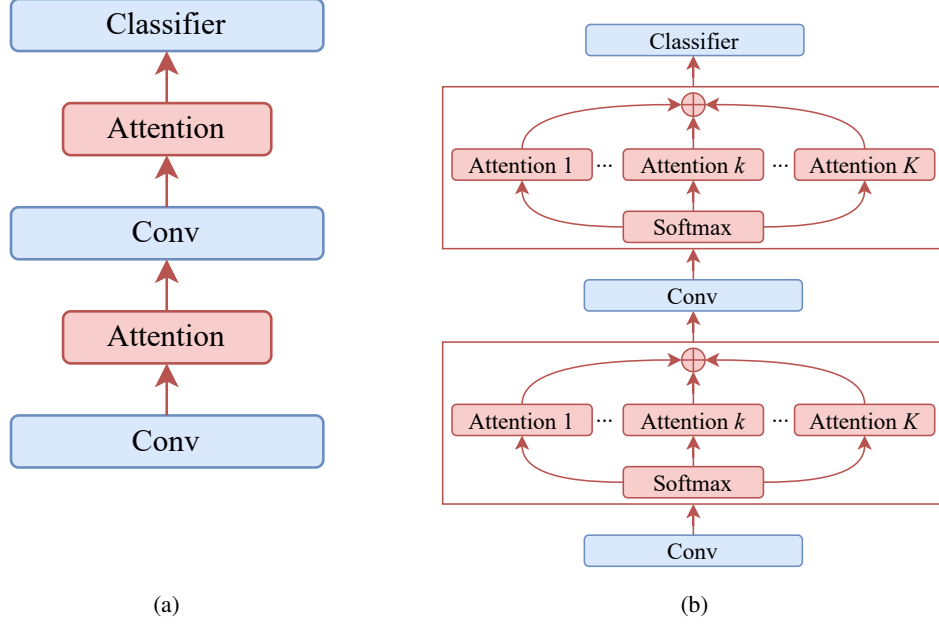 Classifier
Attention
Conv
Attention
Conv
(a)
Classifier
Attention 1 ... Attention k ... Attention K
Softmax
Conv
Attention 1 ... Attention k ... Attention K
Softmax
Conv
(b)